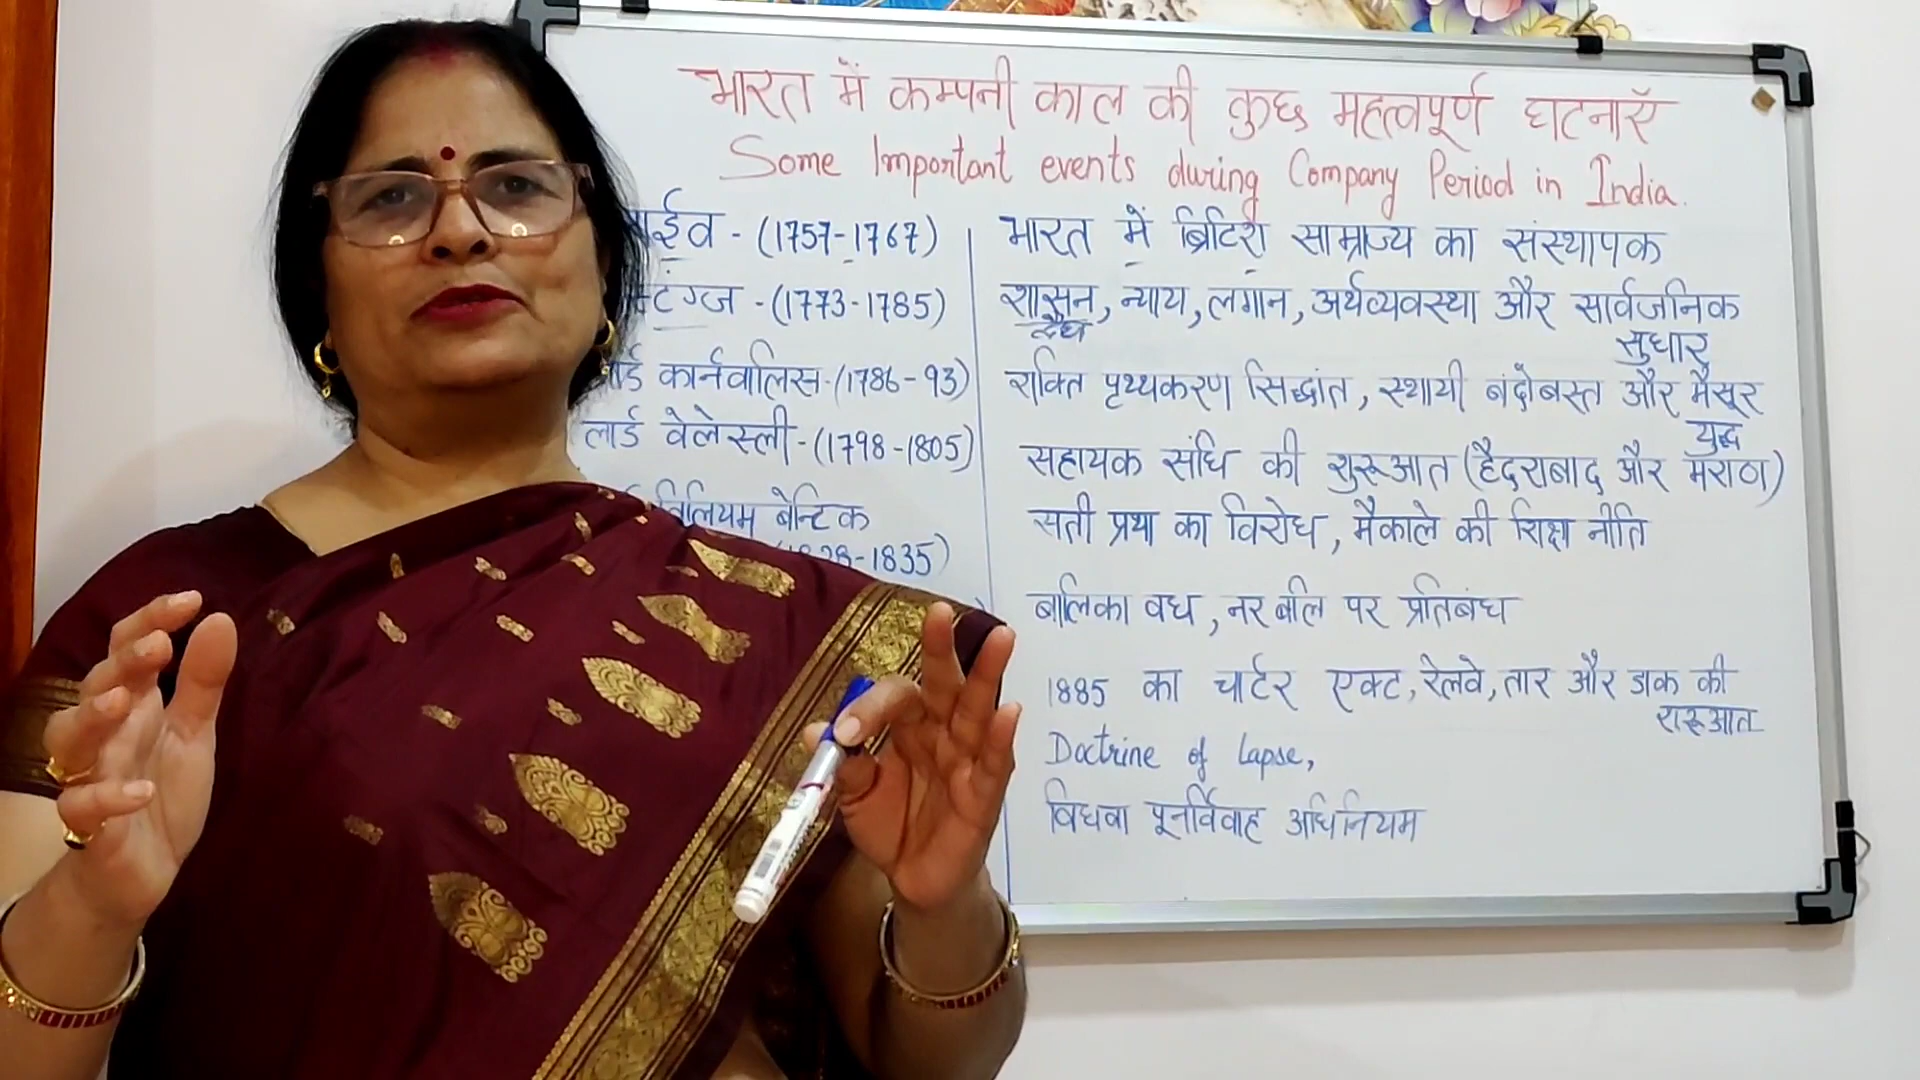 भारत में कम्पनी काल की कुछ महत्वपूर्ण घटनाऍ
Some Important events during Company Period in India.
(1757-1767) भारत में ब्रिटिश साम्राज्य का संस्थापक
(1773-1785) शासन, न्याय, लगान, अर्थव्यवस्था और सार्वजनिक
सुधार
कार्नवालिस-(1786-93) शक्ति पृथ्यकरण सिद्धांत, स्थायी बंदोबस्त और मैसूर
युद्ध
लार्ड वेलेस्ली-(1798-1805) सहायक संधि की शुरूआत (हैदराबाद और मराठा)
विलियम बेन्टिक सती प्रथा का विरोध, मैकाले की शिक्षा नीति
1835)
बालिका वध, नर बलि पर प्रतिबंध
1885 का चार्टर एक्ट, रेलवे, तार और डाक की
शरूआत
Doctrine of Lapse,
विधवा पूनर्विवाह अधिनियम